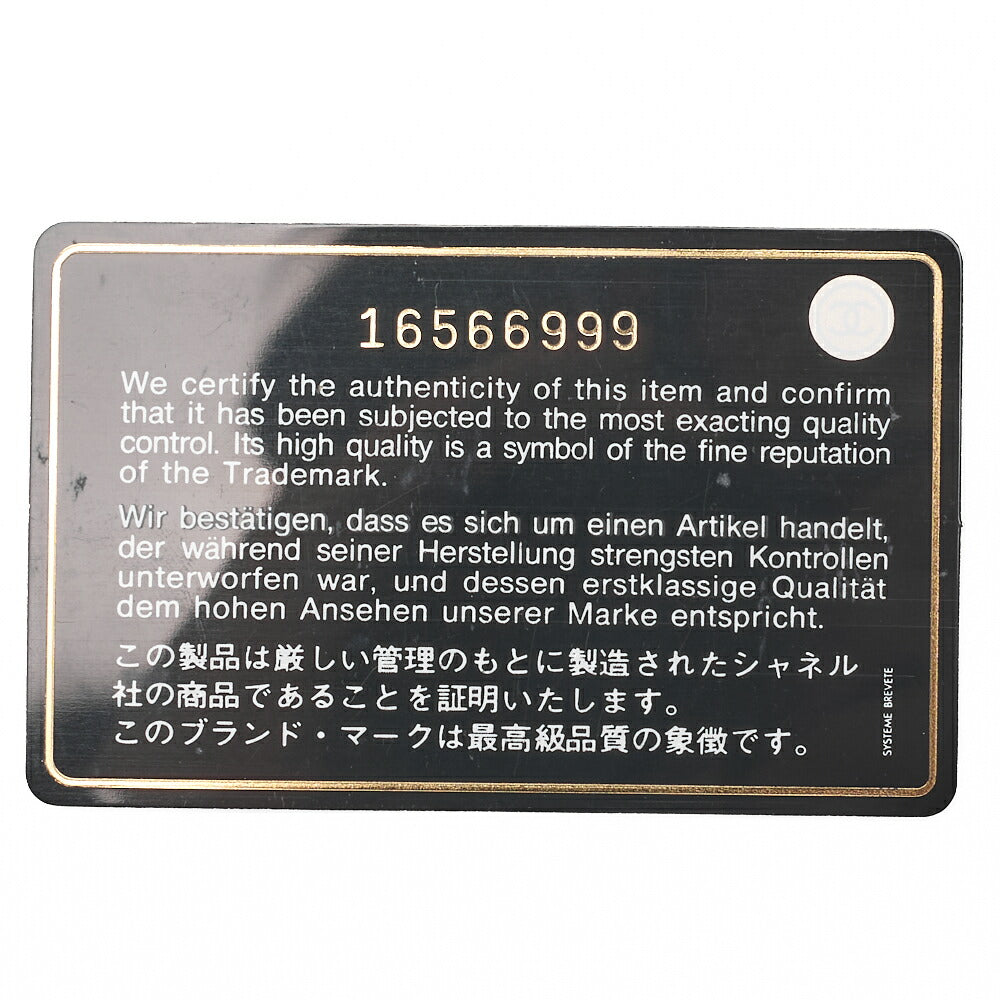 16566999
We certify the authenticity of this item and confirm
that it has been subjected to the most exacting quality
control. Its high quality is a symbol of the fine reputation
of the Trademark.
Wir bestätigen, dass es sich um einen Artikel handelt,
der während seiner Herstellung strengsten Kontrollen
unterworfen war, und dessen erstklassige Qualität
dem hohen Ansehen unserer Marke entspricht.
この製品は厳しい管理のもとに製造されたシャネル
社の商品であることを証明いたします。
このブランド・マークは最高級品質の象徴です。
SYSTEME BREVETE